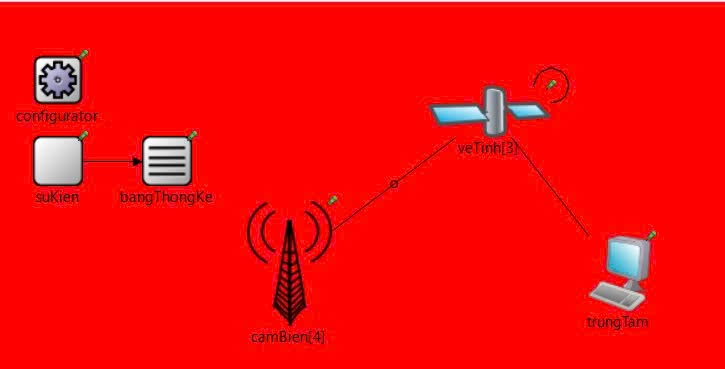 configurator
suKien
bangThongKe
veTinh[3]
camBien[4]
trungTam